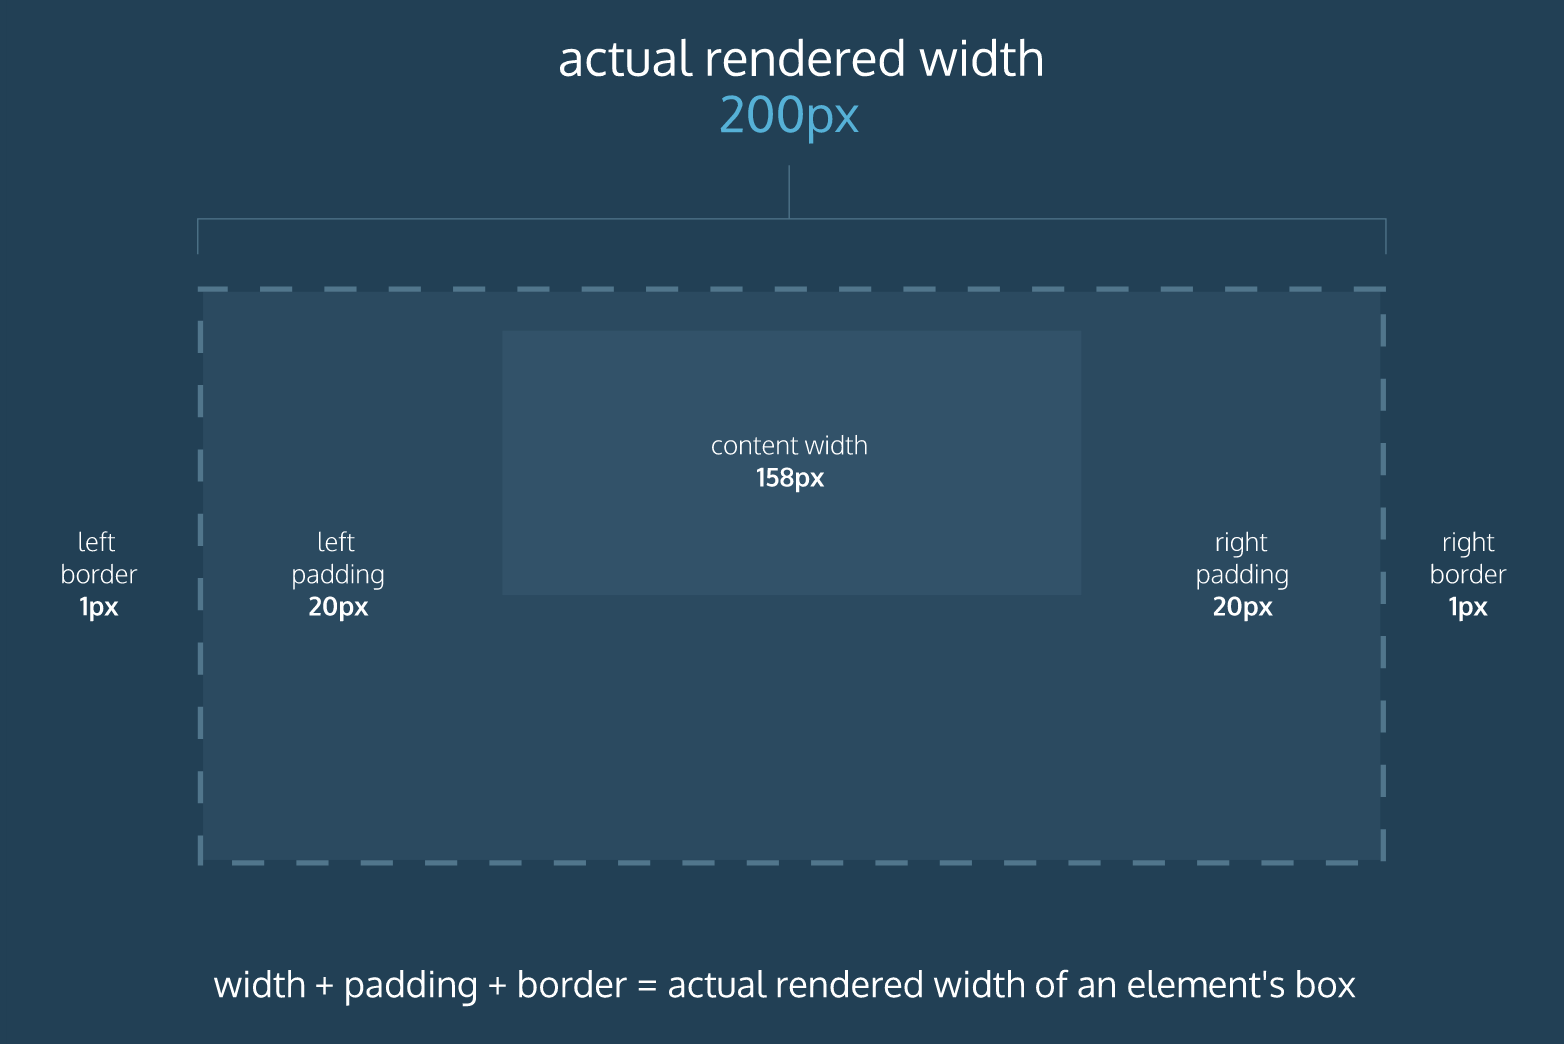 actual rendered width
200px
content width
158px
left
border
1px
left
padding
20px
right
padding
20px
right
border
1px
width + padding + border = actual rendered width of an element's box